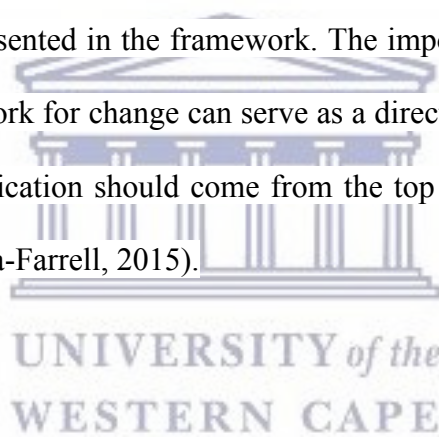 sented in the framework. The impo
ork for change can serve as a direc
ication should come from the top
a-Farrell, 2015).
UNIVERSITY of the
WESTERN CAPE